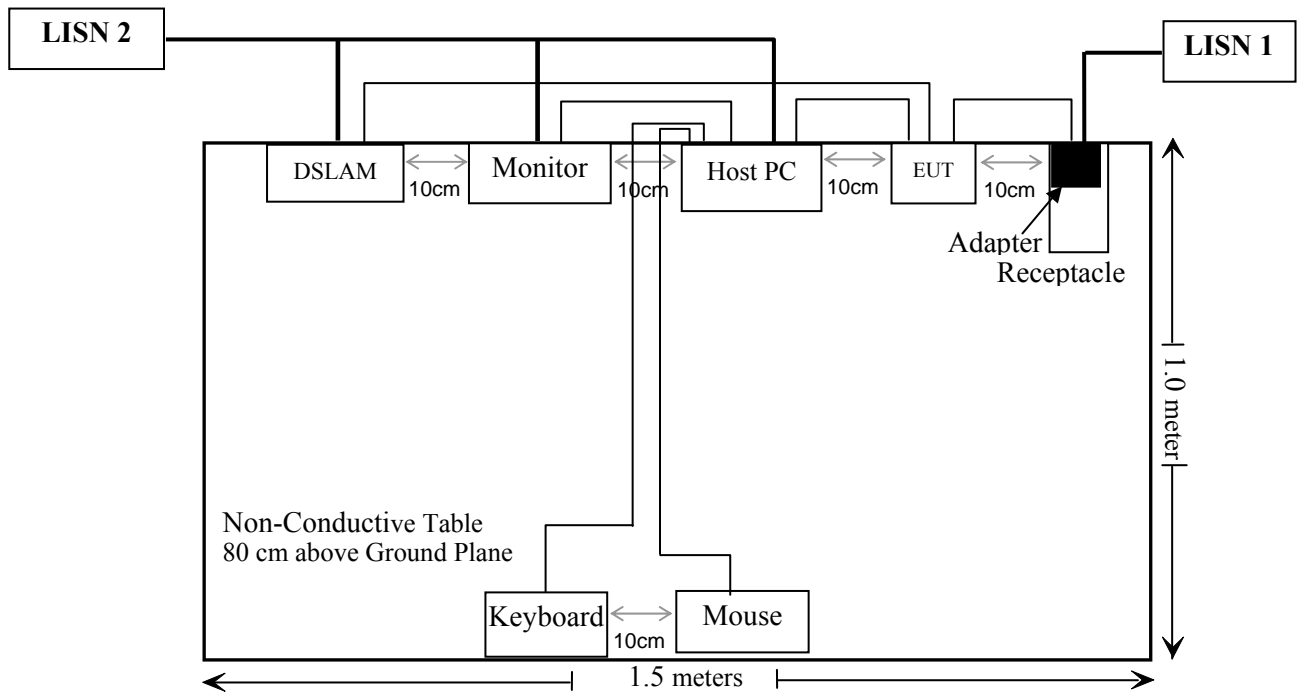 LISN 2
LISN 1
DSLAM
10cm
Monitor
10cm
Host PC
10cm
EUT
10cm
Adapter
Receptacle
1.0 meter
Non-Conductive Table
80 cm above Ground Plane
Keyboard
10cm
Mouse
1.5 meters